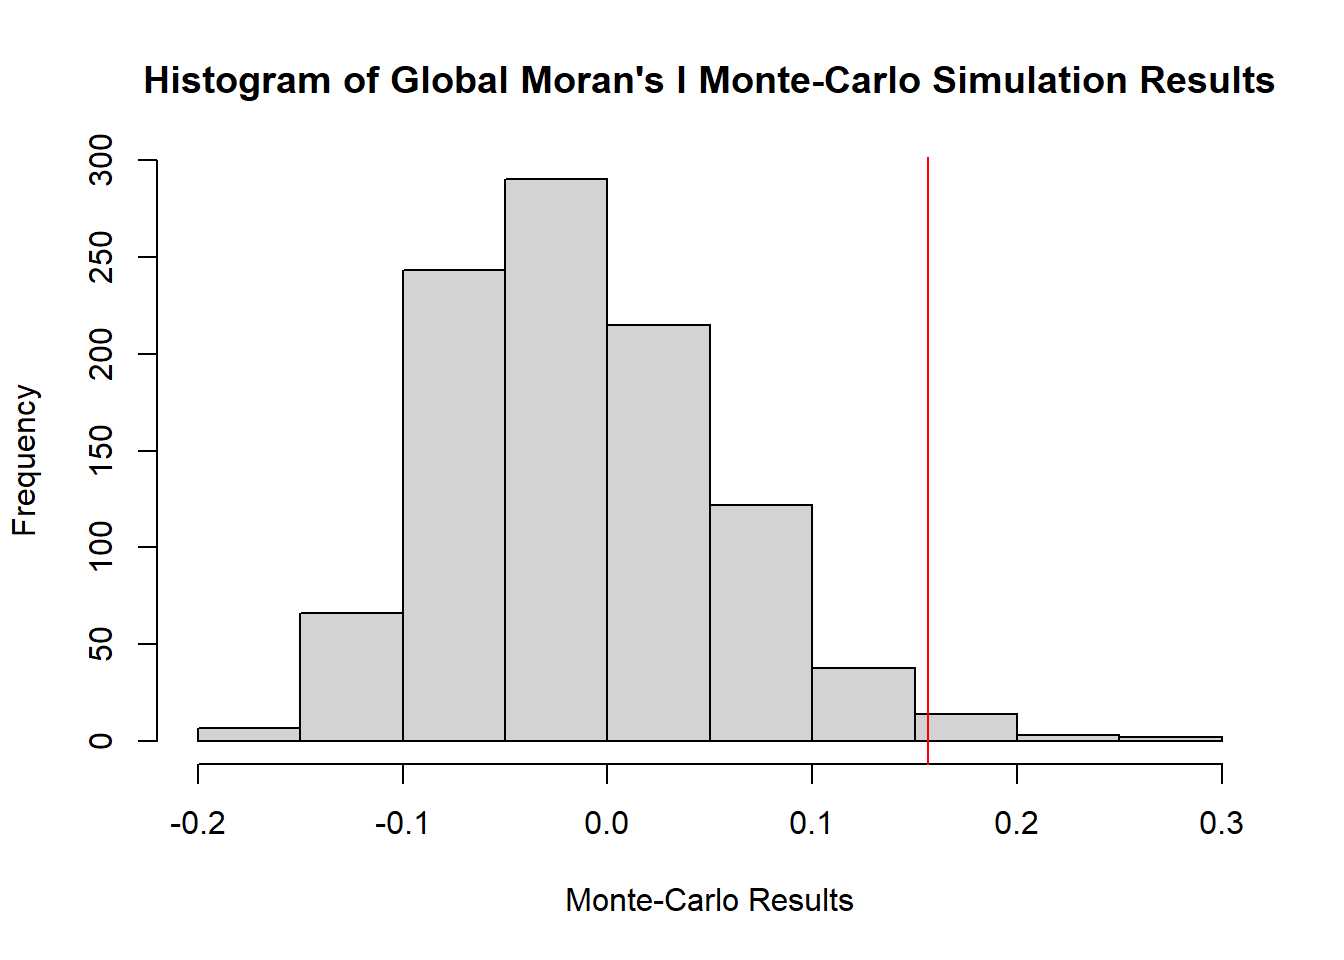 Histogram of Global Moran's I Monte-Carlo Simulation Results
300
250
200
150
100
50
0
Frequency
-0.2 -0.1 0.0 0.1 0.2 0.3
Monte-Carlo Results